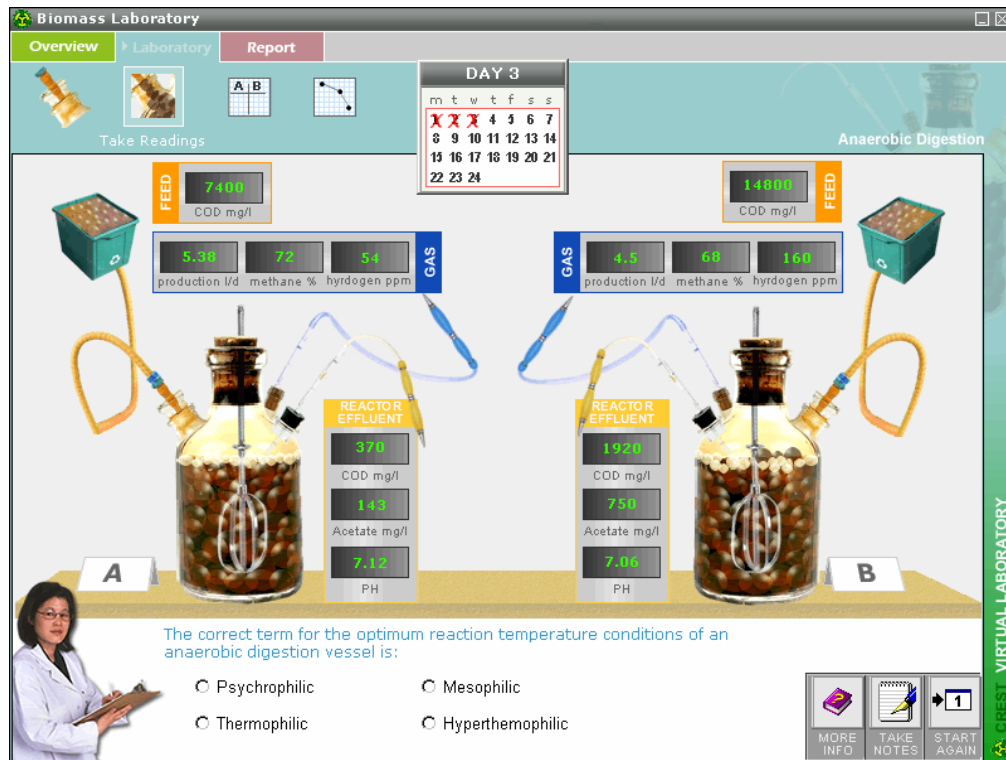 Biomass Laboratory
Overview
Laboratory
Report
A B
Take Readings
DAY 3
m t w t f s s
1 2 3 4 5 6 7
8 9 10 11 12 13 14
15 16 17 18 19 20 21
22 23 24
Anaerobic Digestion
FEED
7400
COD mg/l
14800
COD mg/l
FEED
5.38
production l/d
72
methane %
54
hyrdogen ppm
GAS
GAS
4.5
production l/d
68
methane %
160
hyrdogen ppm
REACTOR
EFFLUENT
370
COD mg/l
143
Acetate mg/l
7.12
PH
REACTOR
EFFLUENT
1920
COD mg/l
750
Acetate mg/l
7.06
PH
A
B
The correct term for the optimum reaction temperature conditions of an
anaerobic digestion vessel is:
Psychrophilic
Mesophilic
Thermophilic
Hyperthemophilic
?
MORE
INFO
TAKE
NOTES
1
START
AGAIN
CREST VIRTUAL LABORATORY